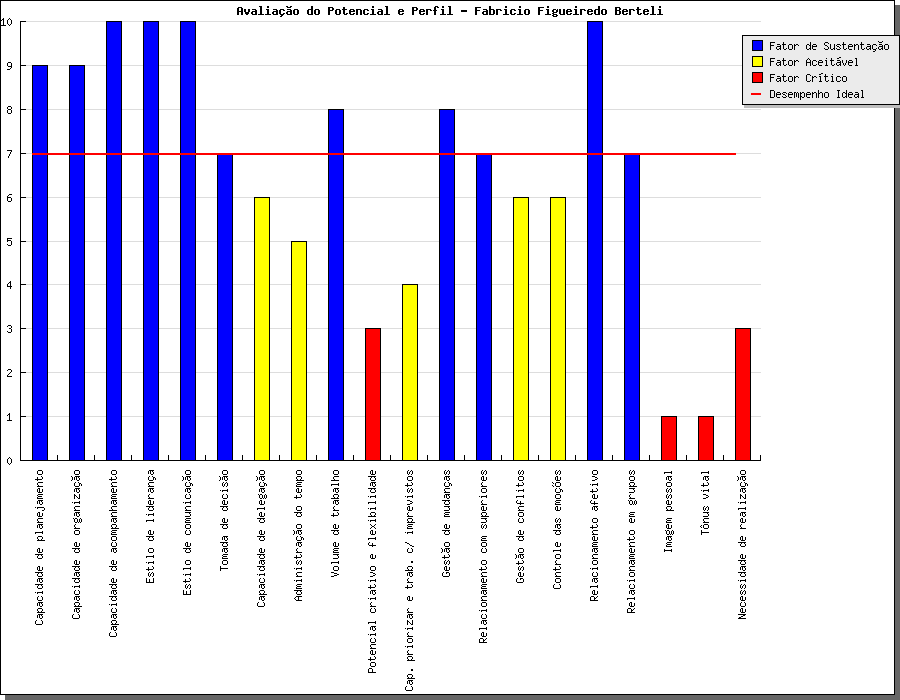 Avaliação do Potencial e Perfil - Fabricio Figueiredo Berteli
Fator de Sustentação
Fator Aceitável
Fator Crítico
Desempenho Ideal
10
9
8
7
6
5
4
3
2
1
0
Capacidade de planejamento
Capacidade de organização
Capacidade de acompanhamento
Estilo de liderança
Estilo de comunicação
Tomada de decisão
Capacidade de delegação
Administração do tempo
Volume de trabalho
Potencial criativo e flexibilidade
Cap. priorizar e trab. c/ imprevistos
Gestão de mudanças
Relacionamento com superiores
Gestão de conflitos
Controle das emoções
Relacionamento afetivo
Relacionamento em grupos
Imagem pessoal
Tônus vital
Necessidade de realização